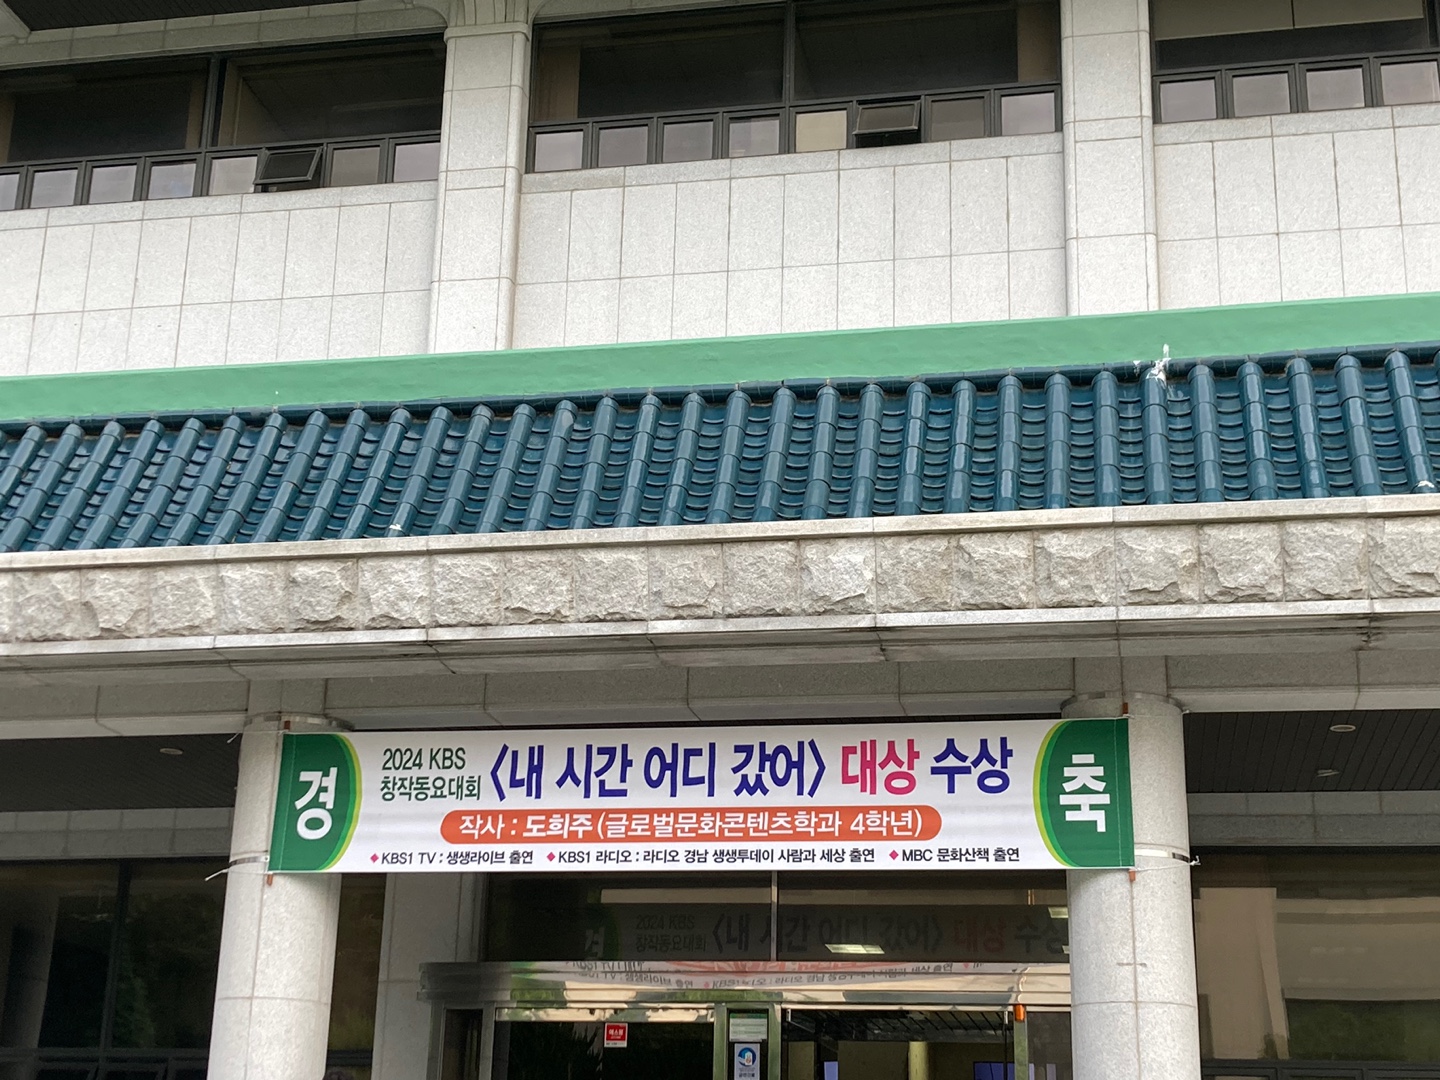 경 축
2024 KBS
창작동요대회
<내 시간 어디 갔어> 대상 수상
작사 : 도희주 (글로벌문화콘텐츠학과 4학년)
◆KBS1 TV : 생생라이브 출연 ◆KBS1 라디오 : 라디오 경남 생생투데이 사람과 세상 출연 ◆MBC 문화산책 출연